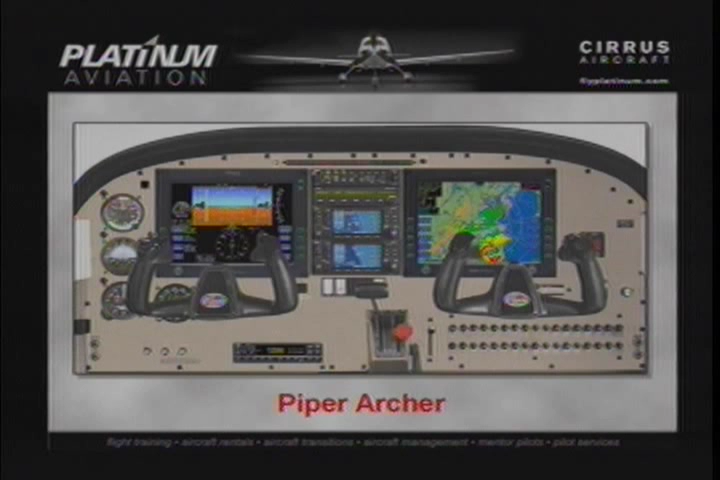 PLATINUM
AVIATION
CIRRUS
AIRCRAFT
flyplatinum.com
Piper Archer
flight training • aircraft rentals • aircraft transitions • aircraft management • mentor pilots • pilot services